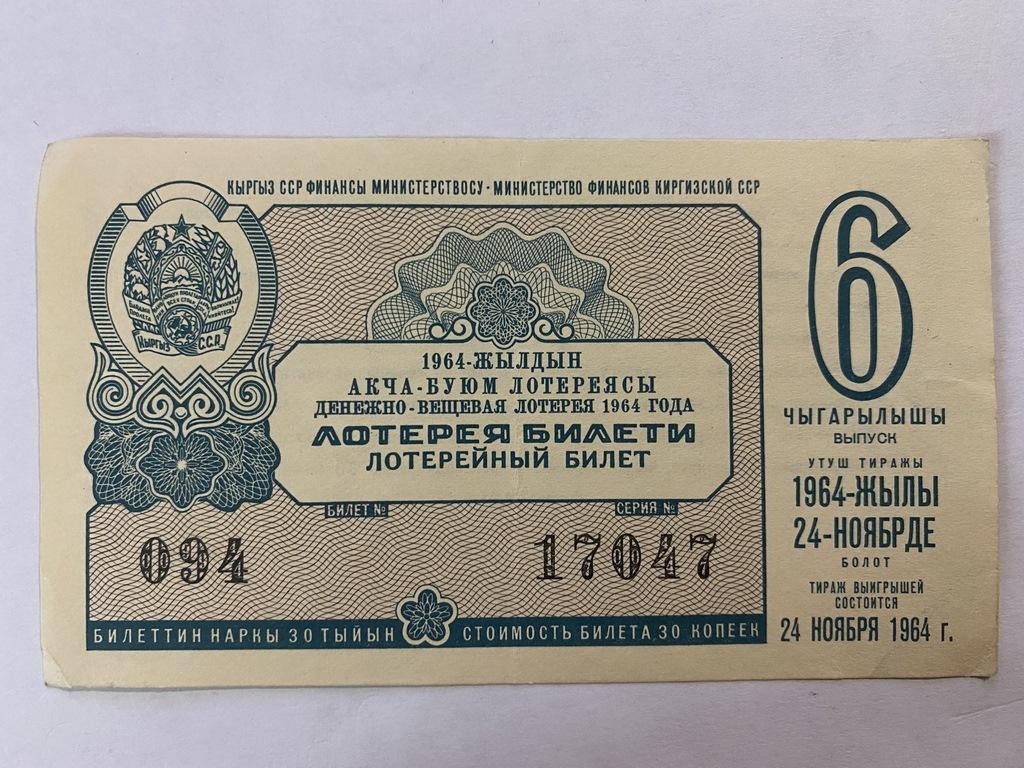 КЫРГЫЗ ССР ФИНАНСЫ МИНИСТЕРСТВОСУ · МИНИСТЕРСТВО ФИНАНСОВ КИРГИЗСКОЙ ССР
КЫРГЫЗ С.С.Р.
1964-ЖЫЛДЫН
АКЧА-БУЮМ ЛОТЕРЕЯСЫ
ДЕНЕЖНО-ВЕЩЕВАЯ ЛОТЕРЕЯ 1964 ГОДА
ЛОТЕРЕЯ БИЛЕТИ
ЛОТЕРЕЙНЫЙ БИЛЕТ
БИЛЕТ № СЕРИЯ №
094 17047
БИЛЕТТИН НАРКЫ 30 ТЫЙЫН СТОИМОСТЬ БИЛЕТА 30 КОПЕЕК
6
ЧЫГАРЫЛЫШЫ
ВЫПУСК
УТУШ ТИРАЖЫ
1964-ЖЫЛЫ
24-НОЯБРДЕ
БОЛОТ
ТИРАЖ ВЫИГРЫШЕЙ
СОСТОИТСЯ
24 НОЯБРЯ 1964 г.